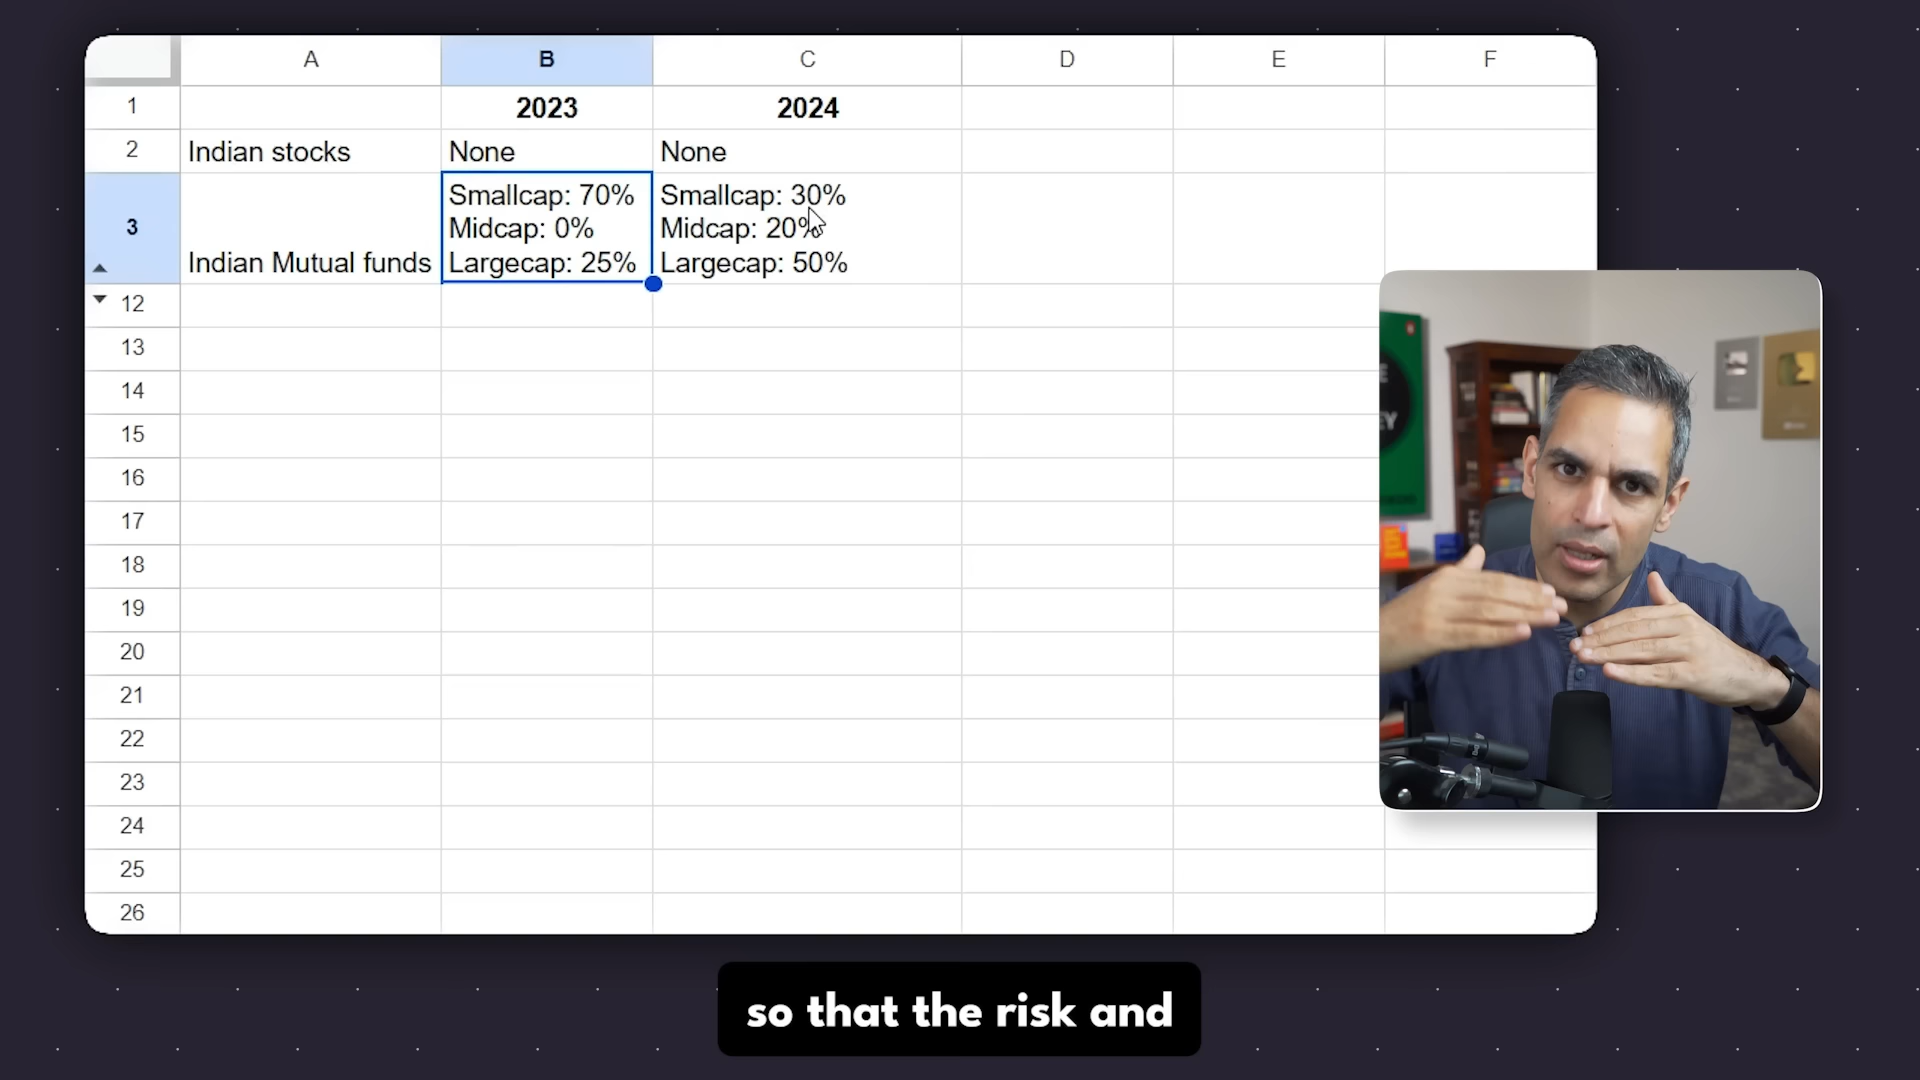 A B C D E F
1 2023 2024
2 Indian stocks None None
Smallcap: 70% Smallcap: 30%
3 Midcap: 0% Midcap: 20%
Indian Mutual funds Largecap: 25% Largecap: 50%
12
13
14
15
16
17
18
19
20
21
22
23
24
25
26
so that the risk and